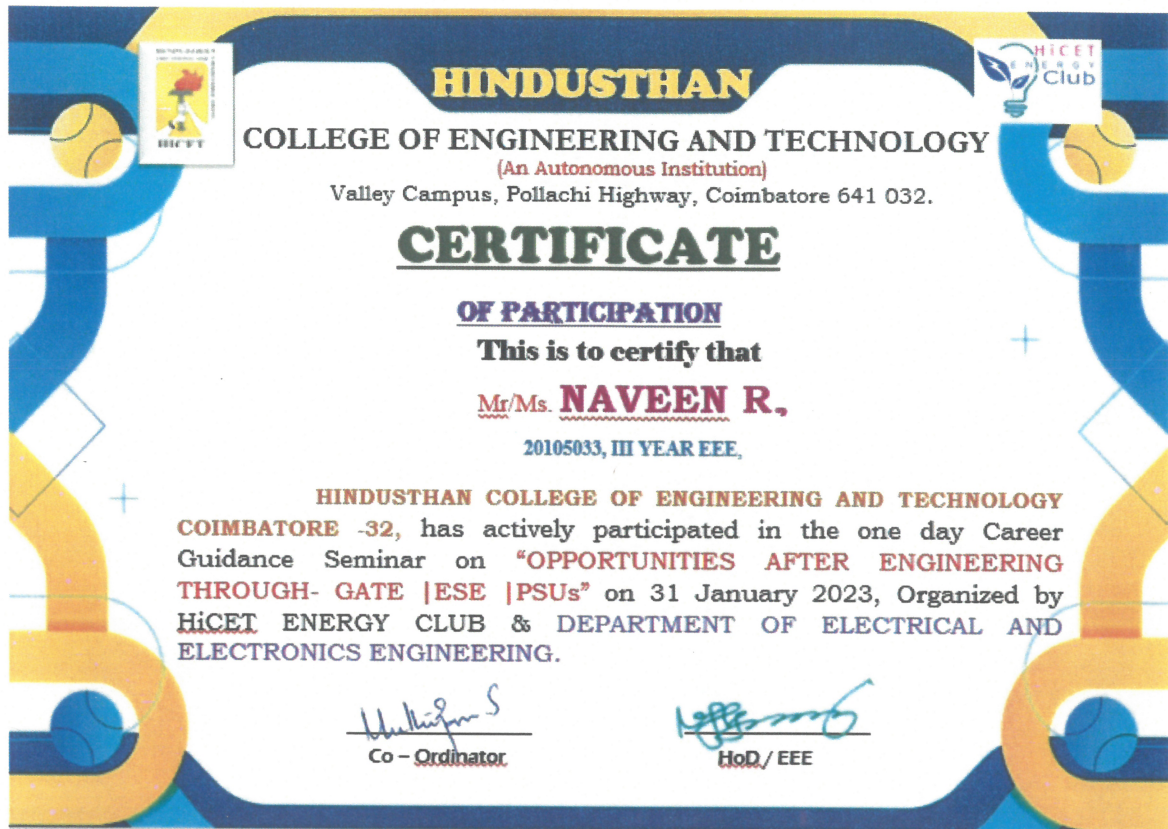 HINDUSTHAN
HICET
HiCET
ENERGY
Club
COLLEGE OF ENGINEERING AND TECHNOLOGY
(An Autonomous Institution)
Valley Campus, Pollachi Highway, Coimbatore 641 032.
CERTIFICATE
OF PARTICIPATION
This is to certify that
Mr/Ms. NAVEEN R.,
20105033, III YEAR EEE,
HINDUSTHAN COLLEGE OF ENGINEERING AND TECHNOLOGY
COIMBATORE -32, has actively participated in the one day Career
Guidance Seminar on “OPPORTUNITIES AFTER ENGINEERING
THROUGH- GATE |ESE |PSUs” on 31 January 2023, Organized by
HiCET ENERGY CLUB & DEPARTMENT OF ELECTRICAL AND
ELECTRONICS ENGINEERING.
Co – Ordinator
HoD / EEE